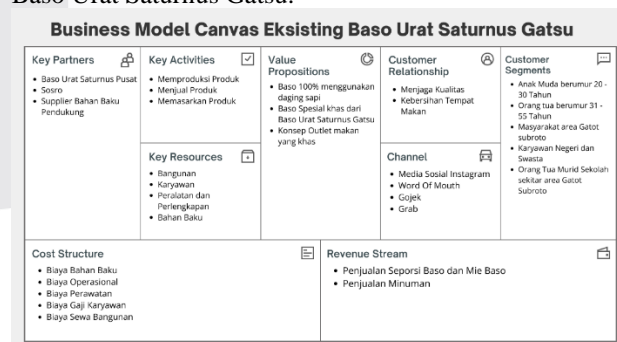 Baso Urat Saturnus Gatsu.
Business Model Canvas Eksisting Baso Urat Saturnus Gatsu
Key Partners
• Baso Urat Saturnus Pusat
• Sosro
• Supplier Bahan Baku
Pendukung
Key Activities
• Memproduksi Produk
• Menjual Produk
• Memasarkan Produk
Key Resources
• Bangunan
• Karyawan
• Peralatan dan
Perlengkapan
• Bahan Baku
Value
Propositions
• Baso 100% menggunakan
daging sapi
• Baso Spesial khas dari
Baso Urat Saturnus Gatsu
• Konsep Outlet makan
yang khas
Customer
Relationship
• Menjaga Kualitas
• Kebersihan Tempat
Makan
Channel
• Media Sosial Instagram
• Word Of Mouth
• Gojek
• Grab
Customer
Segments
• Anak Muda berumur 20 -
30 Tahun
• Orang tua berumur 31 -
55 Tahun
• Masyarakat area Gatot
subroto
• Karyawan Negeri dan
Swasta
• Orang Tua Murid Sekolah
sekitar area Gatot
Subroto
Cost Structure
• Biaya Bahan Baku
• Biaya Operasional
• Biaya Perawatan
• Biaya Gaji Karyawan
• Biaya Sewa Bangunan
Revenue Stream
• Penjualan Seporsi Baso dan Mie Baso
• Penjualan Minuman